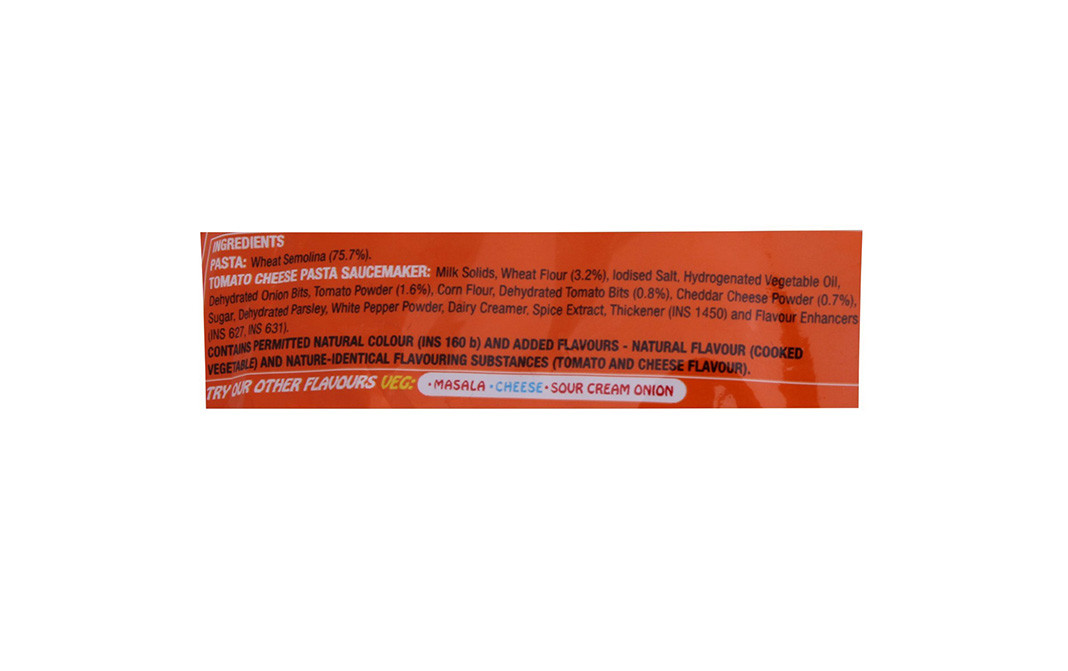 INGREDIENTS
PASTA: Wheat Semolina (75.7%).
TOMATO CHEESE PASTA SAUCEMAKER: Milk Solids, Wheat Flour (3.2%), Iodised Salt, Hydrogenated Vegetable Oil,
Dehydrated Onion Bits, Tomato Powder (1.6%), Corn Flour, Dehydrated Tomato Bits (0.8%), Cheddar Cheese Powder (0.7%),
Sugar, Dehydrated Parsley, White Pepper Powder, Dairy Creamer, Spice Extract, Thickener (INS 1450) and Flavour Enhancers
(INS 627, INS 631).
CONTAINS PERMITTED NATURAL COLOUR (INS 160 b) AND ADDED FLAVOURS - NATURAL FLAVOUR (COOKED
VEGETABLE) AND NATURE-IDENTICAL FLAVOURING SUBSTANCES (TOMATO AND CHEESE FLAVOUR).
TRY OUR OTHER FLAVOURS VEG: • MASALA • CHEESE • SOUR CREAM ONION